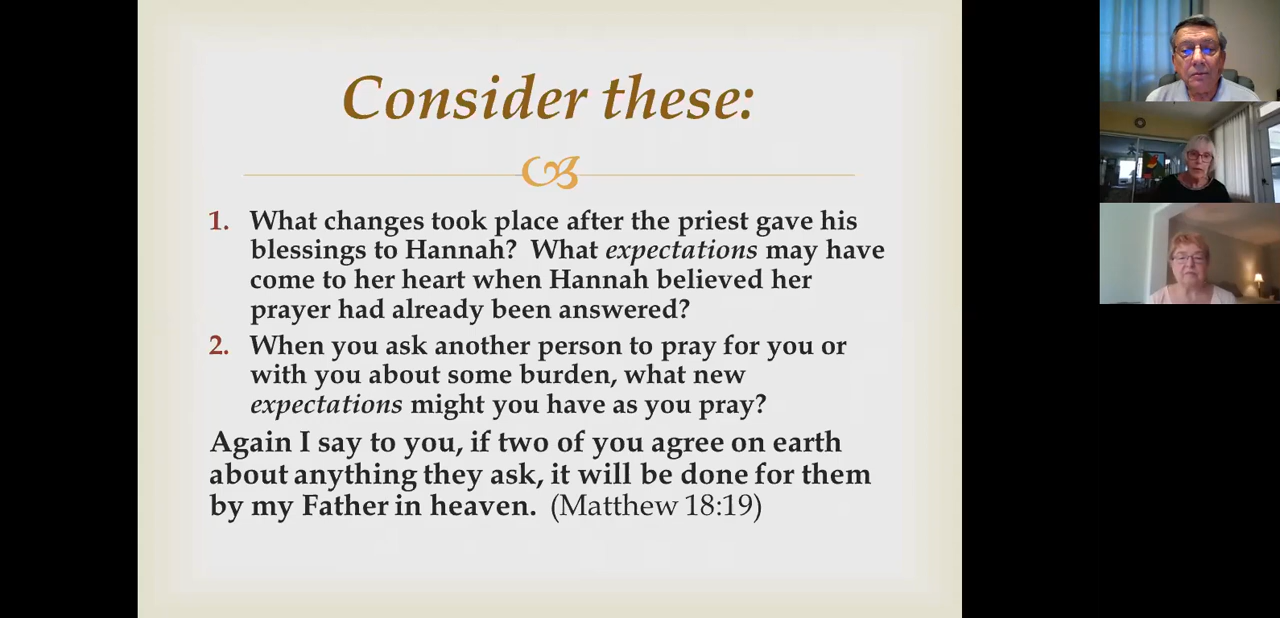 Consider these:
1. What changes took place after the priest gave his
blessings to Hannah?  What expectations may have
come to her heart when Hannah believed her
prayer had already been answered?
2. When you ask another person to pray for you or
with you about some burden, what new
expectations might you have as you pray?
Again I say to you, if two of you agree on earth
about anything they ask, it will be done for them
by my Father in heaven.  (Matthew 18:19)